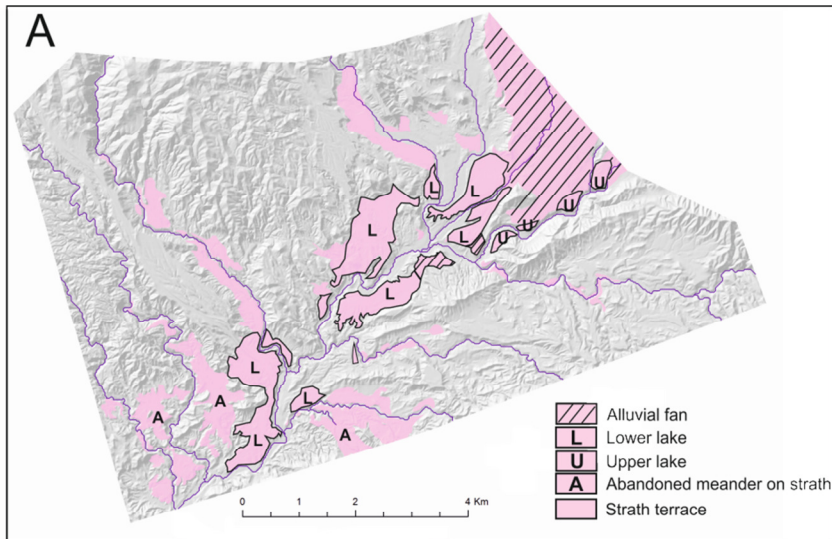 A
L
L
L
L
L
L
L
L
U
U
U
U
U
A
A
A
Alluvial fan
L Lower lake
U Upper lake
A Abandoned meander on strath
Strath terrace
0 1 2 4 Km